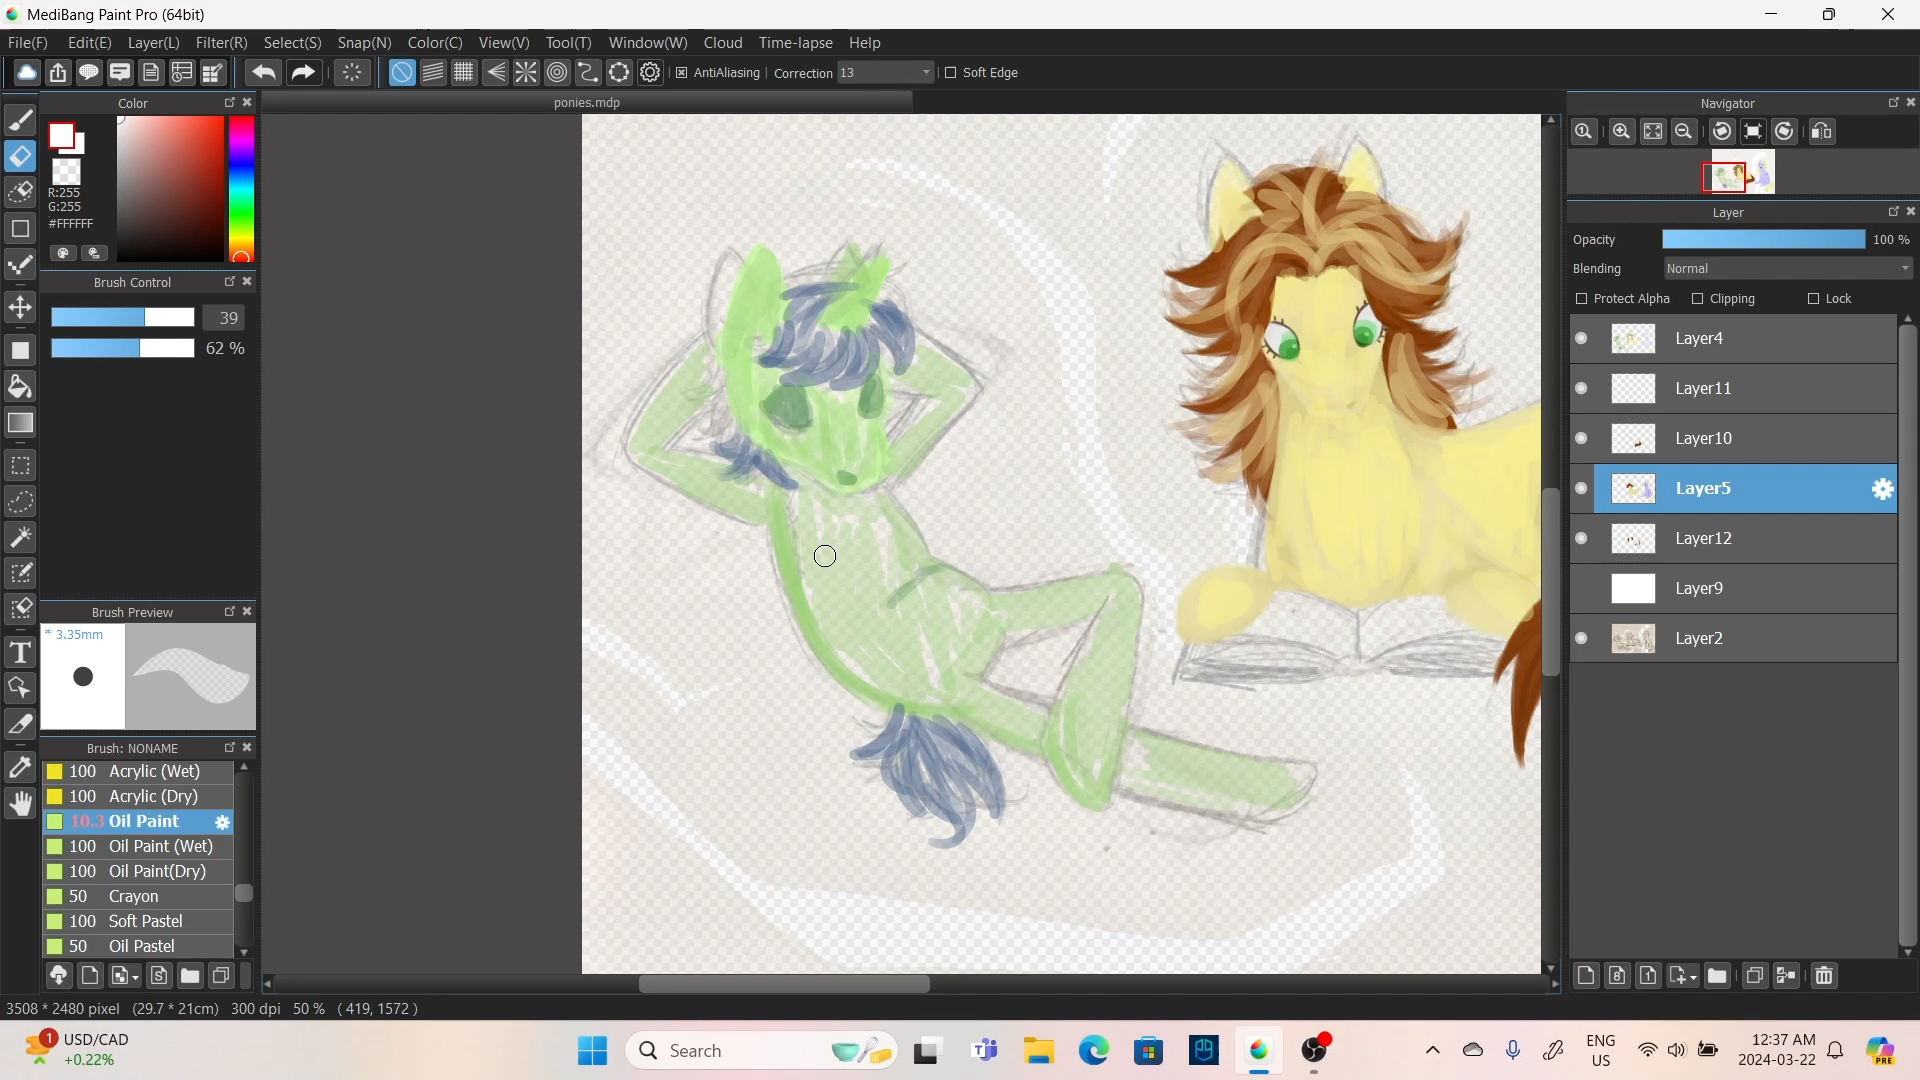 MediBang Paint Pro (64bit)
File(F) Edit(E) Layer(L) Filter(R) Select(S) Snap(N) Color(C) View(V) Tool(T) Window(W) Cloud Time-lapse Help
AntiAliasing Correction 13 Soft Edge
Color
ponies.mdp
Navigator
R:255
G:255
#FFFFFF
Brush Control
39
62 %
Layer
Opacity 100 %
Blending Normal
Protect Alpha Clipping Lock
Layer4
Layer11
Layer10
Layer5
Layer12
Layer9
Layer2
Brush Preview
* 3.35mm
Brush: NONAME
100 Acrylic (Wet)
100 Acrylic (Dry)
10.3 Oil Paint
100 Oil Paint (Wet)
100 Oil Paint(Dry)
50 Crayon
100 Soft Pastel
50 Oil Pastel
3508 * 2480 pixel (29.7 * 21cm) 300 dpi 50 % ( 419, 1572 )
1 USD/CAD
+0.22%
Search
ENG
US
12:37 AM
2024-03-22
PRE